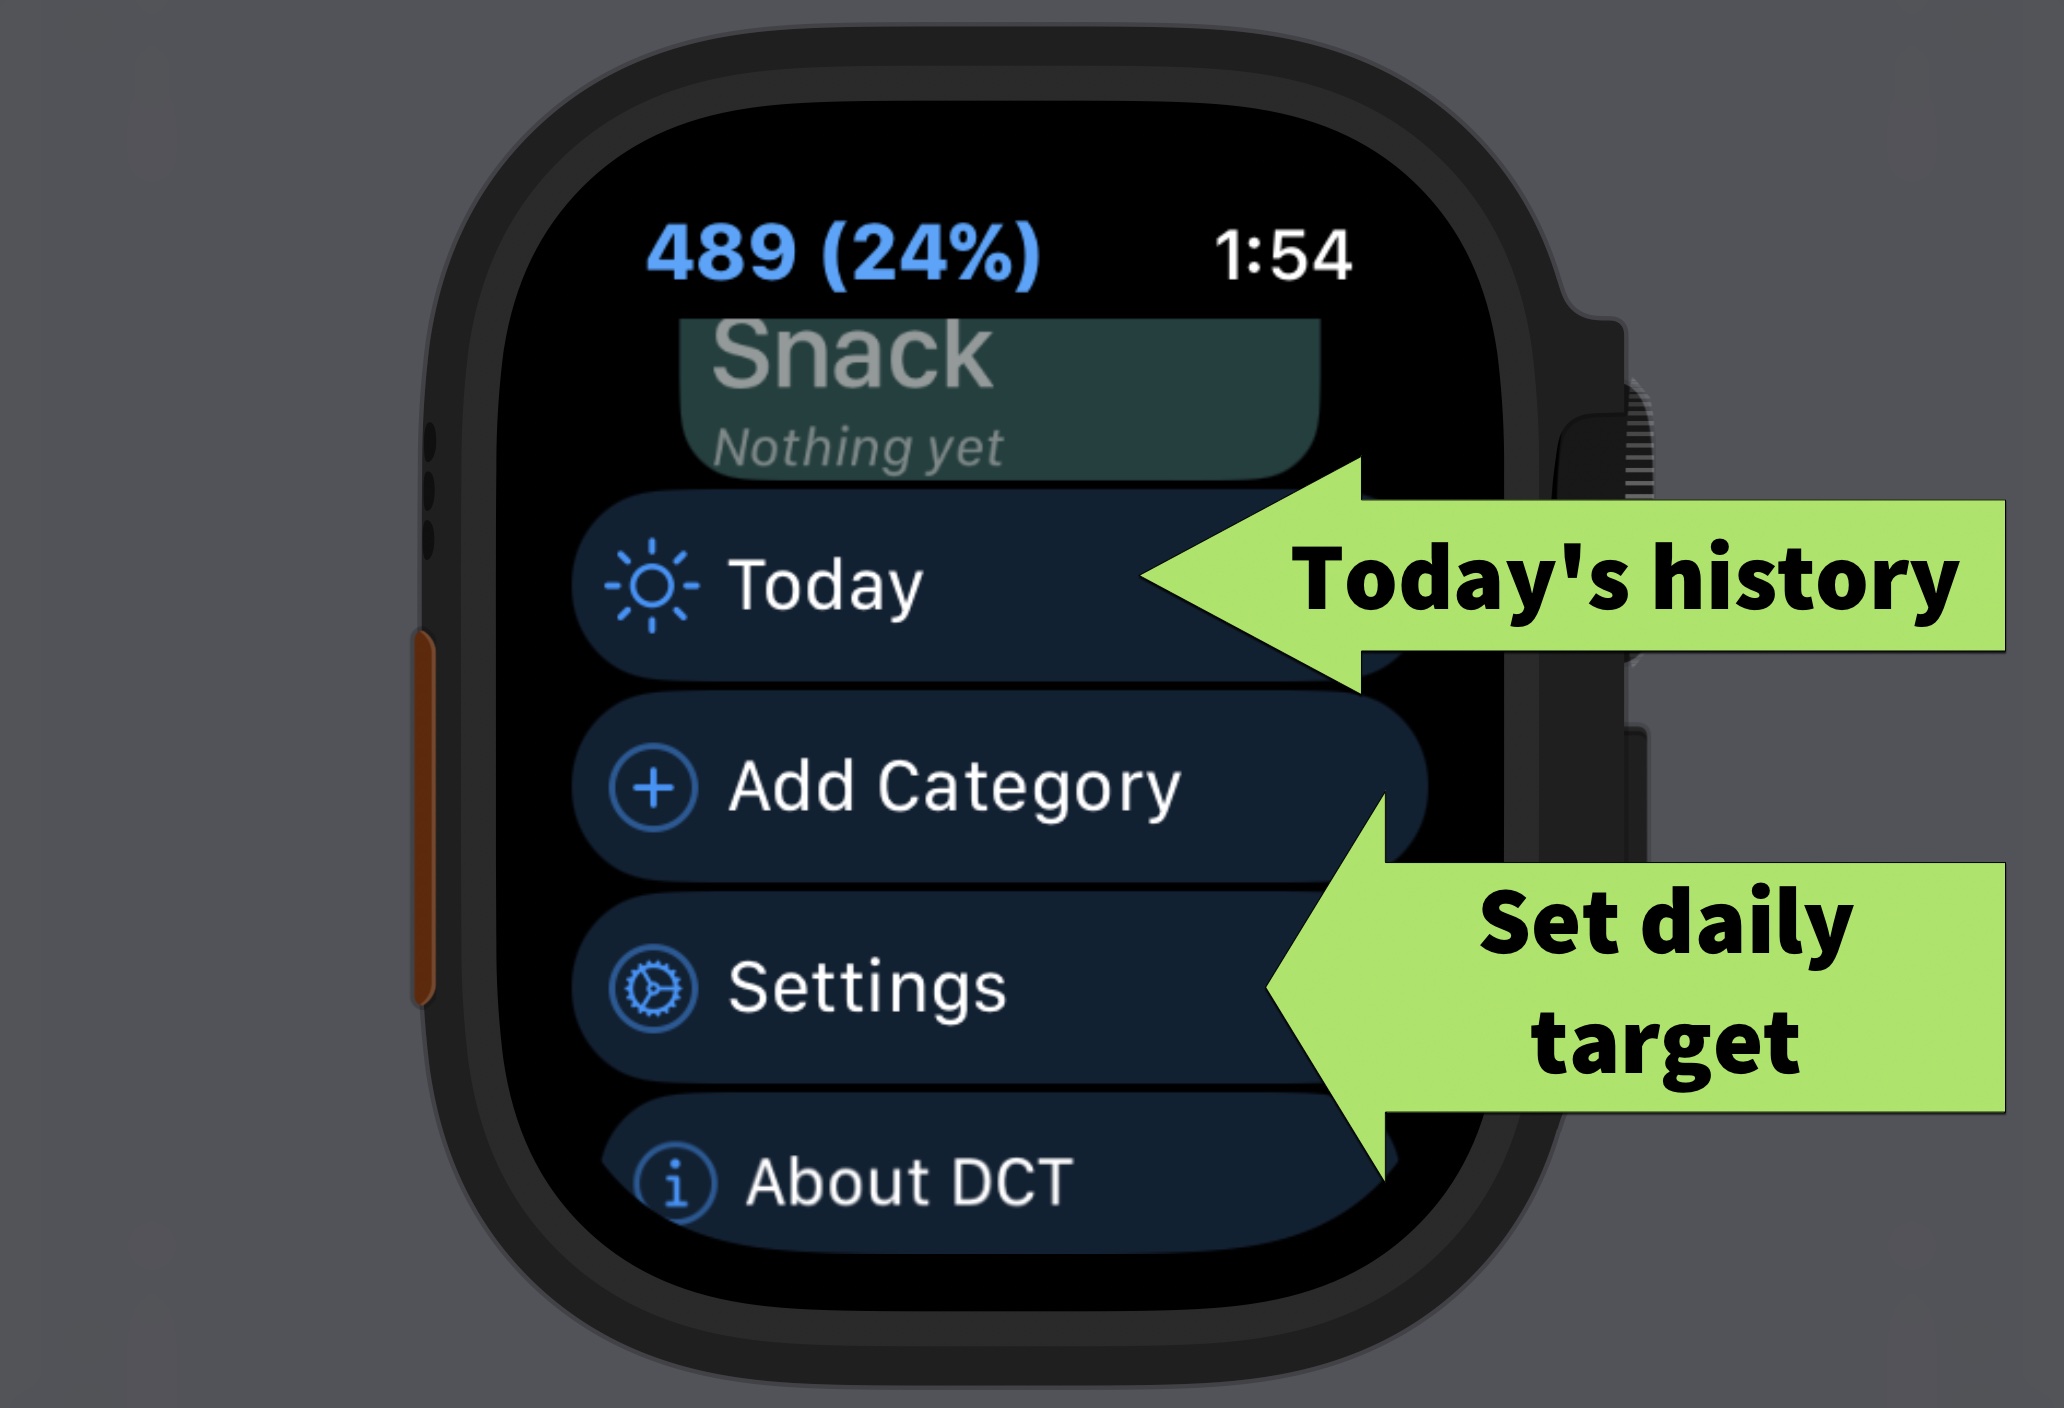 489 (24%) 1:54
Snack
Nothing yet
Today
Today's history
Add Category
Settings
Set daily
target
About DCT